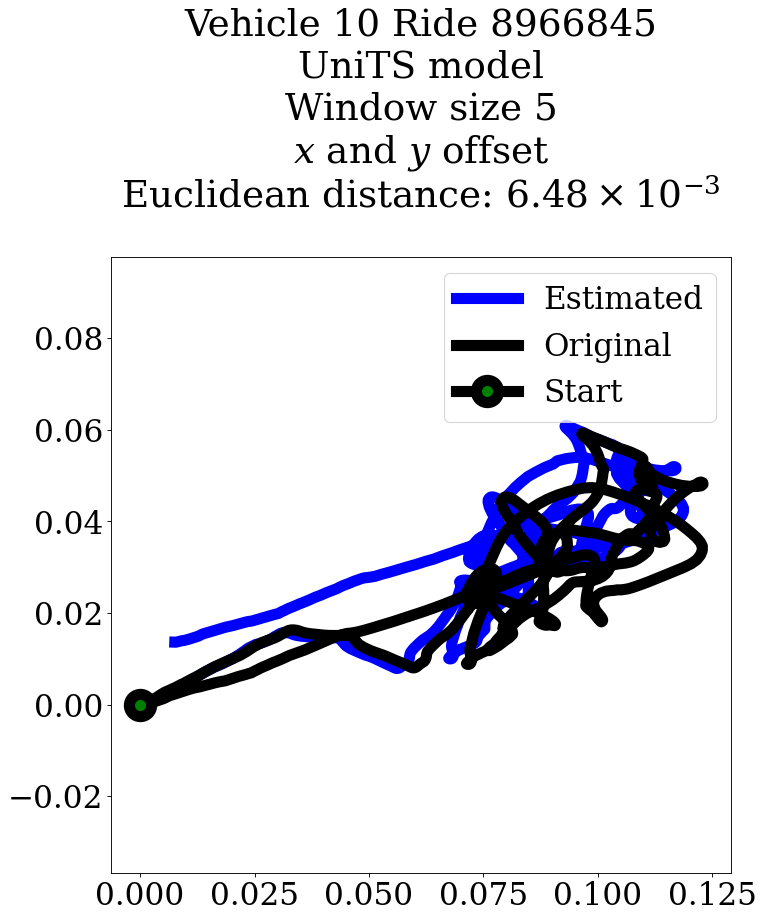 Vehicle 10 Ride 8966845
UniTS model
Window size 5
x and y offset
Euclidean distance: 6.48 × 10⁻³
Estimated
Original
Start
0.08
0.06
0.04
0.02
0.00
−0.02
0.000 0.025 0.050 0.075 0.100 0.125